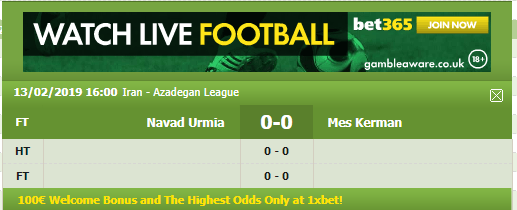 WATCH LIVE FOOTBALL
bet365
JOIN NOW
gambleaware.co.uk 18+
13/02/2019 16:00 Iran - Azadegan League
FT Navad Urmia 0-0 Mes Kerman
HT 0 - 0
FT 0 - 0
100€ Welcome Bonus and The Highest Odds Only at 1xbet!